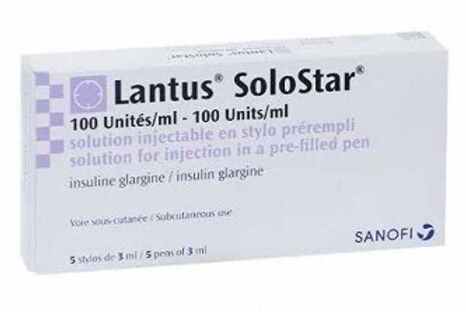 Lantus® SoloStar®
100 Unités/ml - 100 Units/ml
solution injectable en stylo prérempli
solution for injection in a pre-filled pen
insuline glargine / insulin glargine
Voie sous-cutanée / Subcutaneous use
SANOFI
5 stylos de 3 ml / 5 pens of 3 ml